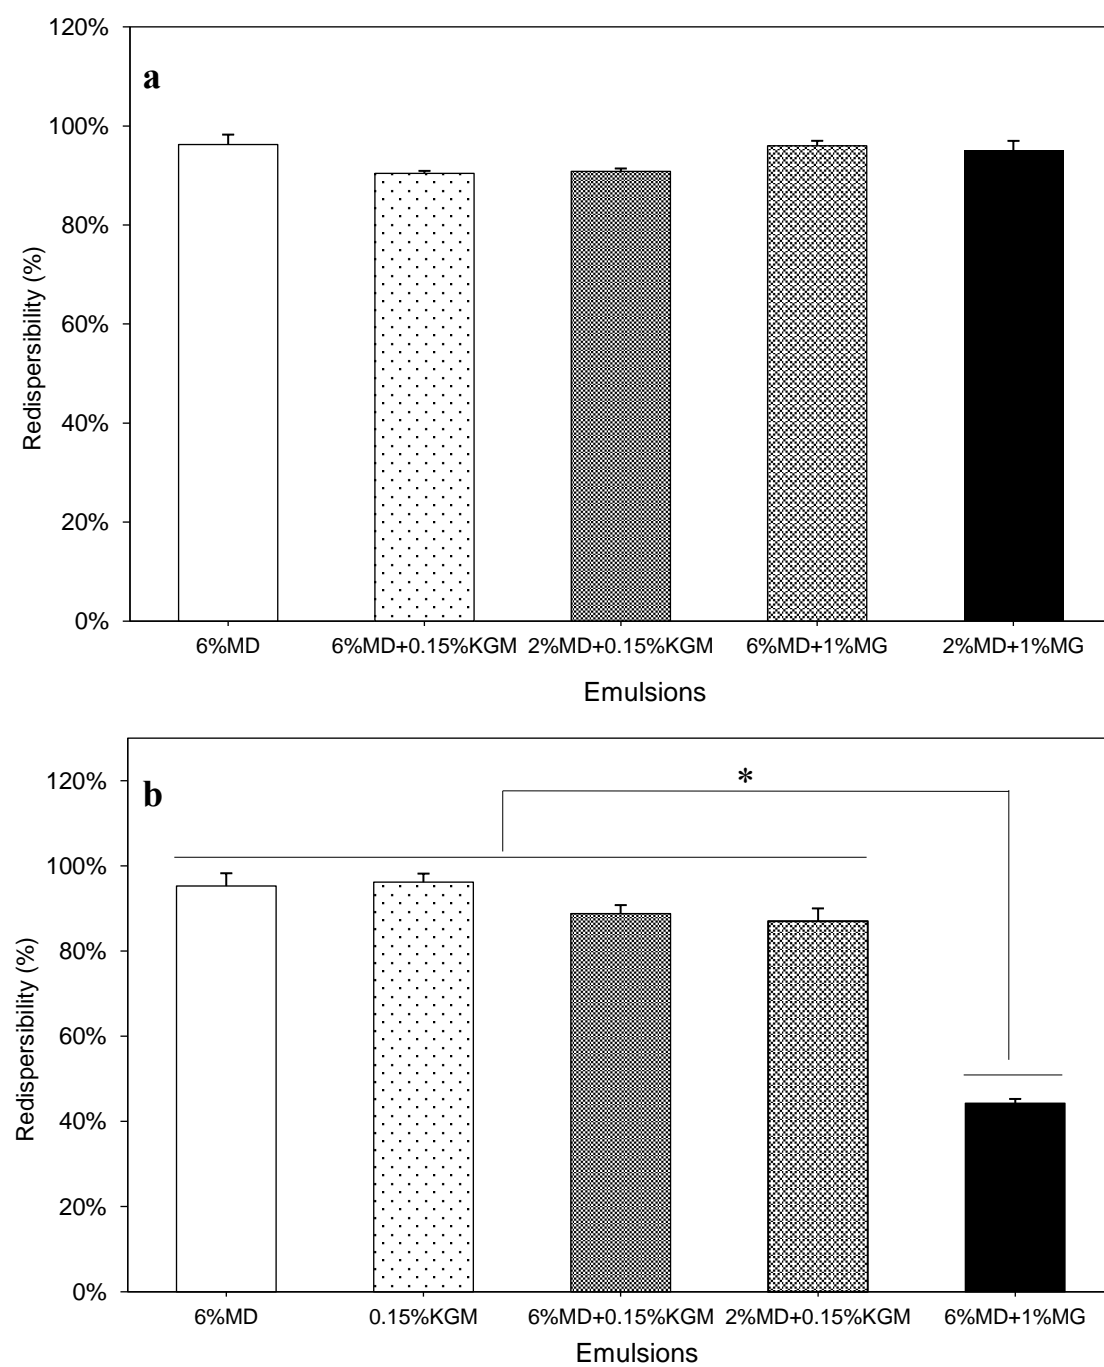 120%
a
100%
80%
60%
40%
20%
0%
Redispersibility (%)
6%MD 6%MD+0.15%KGM 2%MD+0.15%KGM 6%MD+1%MG 2%MD+1%MG
Emulsions
b
*
120%
100%
80%
60%
40%
20%
0%
Redispersibility (%)
6%MD 0.15%KGM 6%MD+0.15%KGM 2%MD+0.15%KGM 6%MD+1%MG
Emulsions